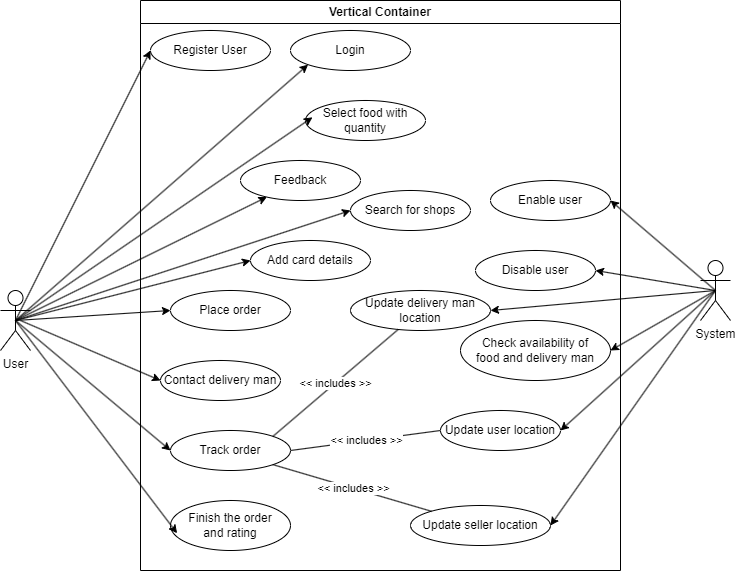 Vertical Container
Register User
Login
Select food with
quantity
Feedback
Search for shops
Enable user
Add card details
Disable user
Place order
Update delivery man
location
System
User
Check availability of
food and delivery man
Contact delivery man
<< includes >>
Track order
<< includes >>
Update user location
<< includes >>
Finish the order
and rating
Update seller location